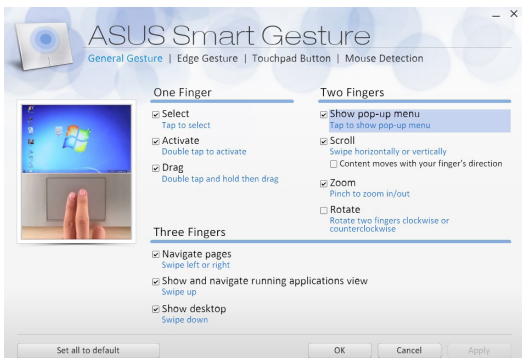 ASUS Smart Gesture
General Gesture | Edge Gesture | Touchpad Button | Mouse Detection
One Finger
Select
Tap to select
Activate
Double tap to activate
Drag
Double tap and hold then drag
Two Fingers
Show pop-up menu
Tap to show pop-up menu
Scroll
Swipe horizontally or vertically
Content moves with your finger's direction
Zoom
Pinch to zoom in/out
Rotate
Rotate two fingers clockwise or
counterclockwise
Three Fingers
Navigate pages
Swipe left or right
Show and navigate running applications view
Swipe up
Show desktop
Swipe down
Set all to default
OK
Cancel
Apply